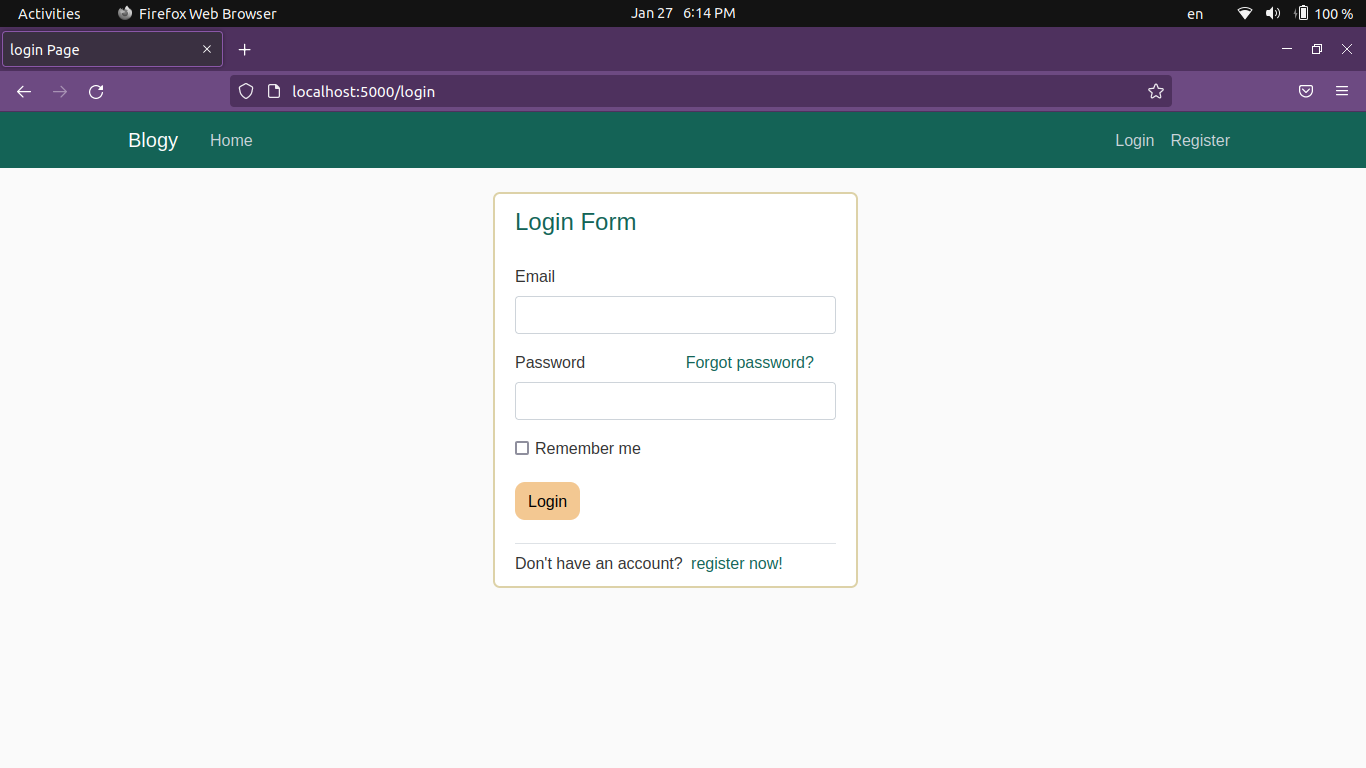 Activities Firefox Web Browser Jan 27 6:14 PM en 100 %
login Page
localhost:5000/login
Blogy Home Login Register
Login Form
Email
Password Forgot password?
Remember me
Login
Don't have an account? register now!